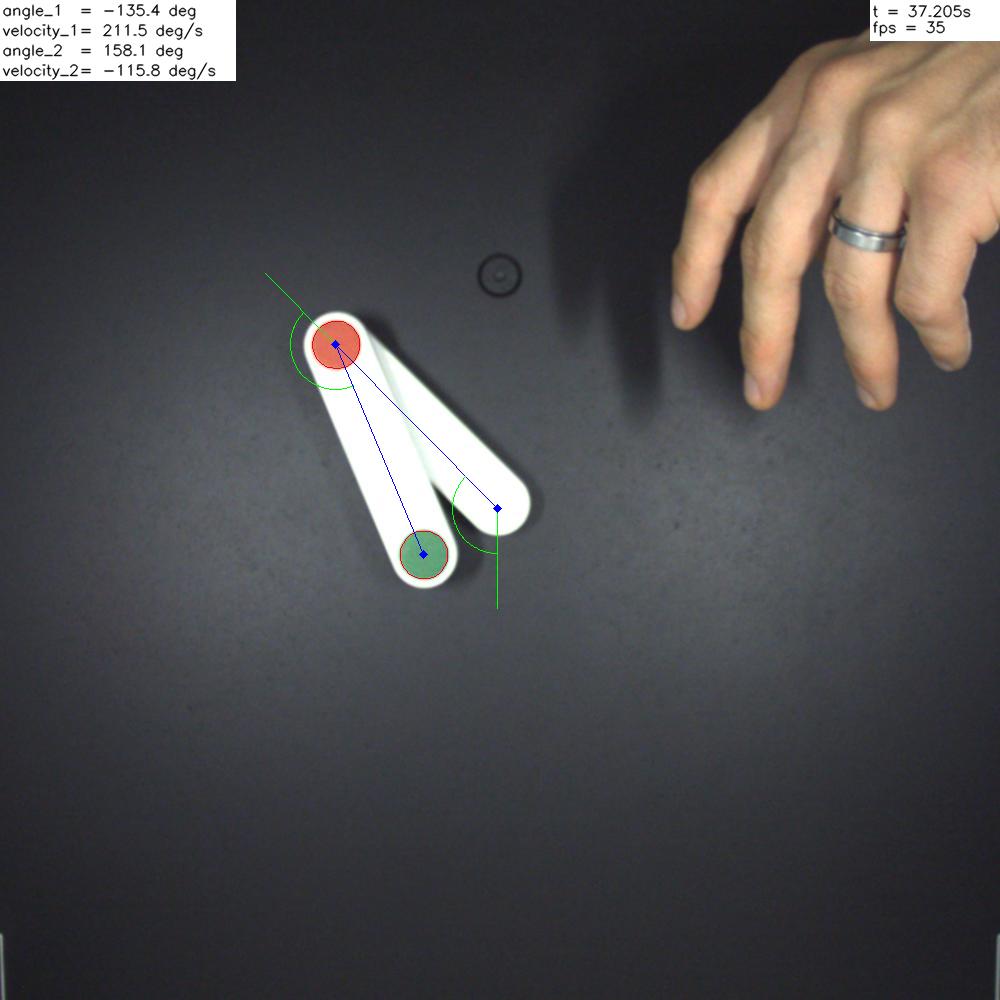 angle_1 = -135.4 deg
velocity_1= 211.5 deg/s
angle_2 = 158.1 deg
velocity_2= -115.8 deg/s
t = 37.205s
fps = 35